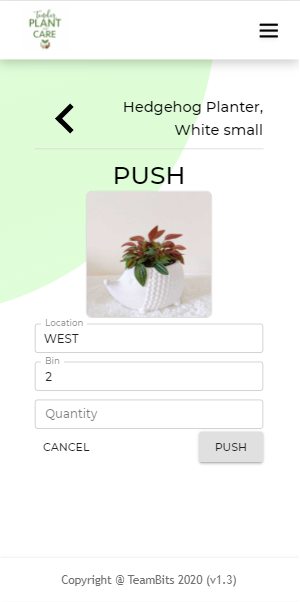 Tender
PLANT
CARE
Hedgehog Planter,
White small
PUSH
Location
WEST
Bin
2
Quantity
CANCEL
PUSH
Copyright @ TeamBits 2020 (v1.3)